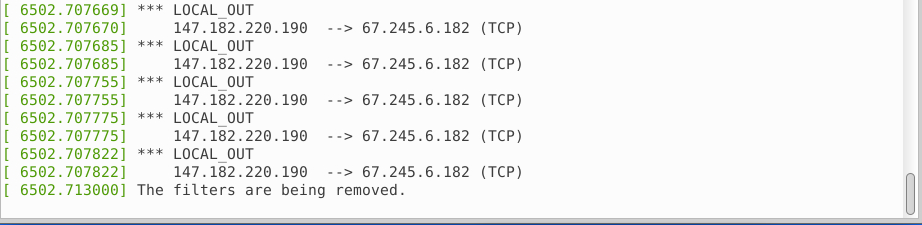 [ 6502.707669] *** LOCAL_OUT
[ 6502.707670]     147.182.220.190  --> 67.245.6.182 (TCP)
[ 6502.707685] *** LOCAL_OUT
[ 6502.707685]     147.182.220.190  --> 67.245.6.182 (TCP)
[ 6502.707755] *** LOCAL_OUT
[ 6502.707755]     147.182.220.190  --> 67.245.6.182 (TCP)
[ 6502.707775] *** LOCAL_OUT
[ 6502.707775]     147.182.220.190  --> 67.245.6.182 (TCP)
[ 6502.707822] *** LOCAL_OUT
[ 6502.707822]     147.182.220.190  --> 67.245.6.182 (TCP)
[ 6502.713000] The filters are being removed.